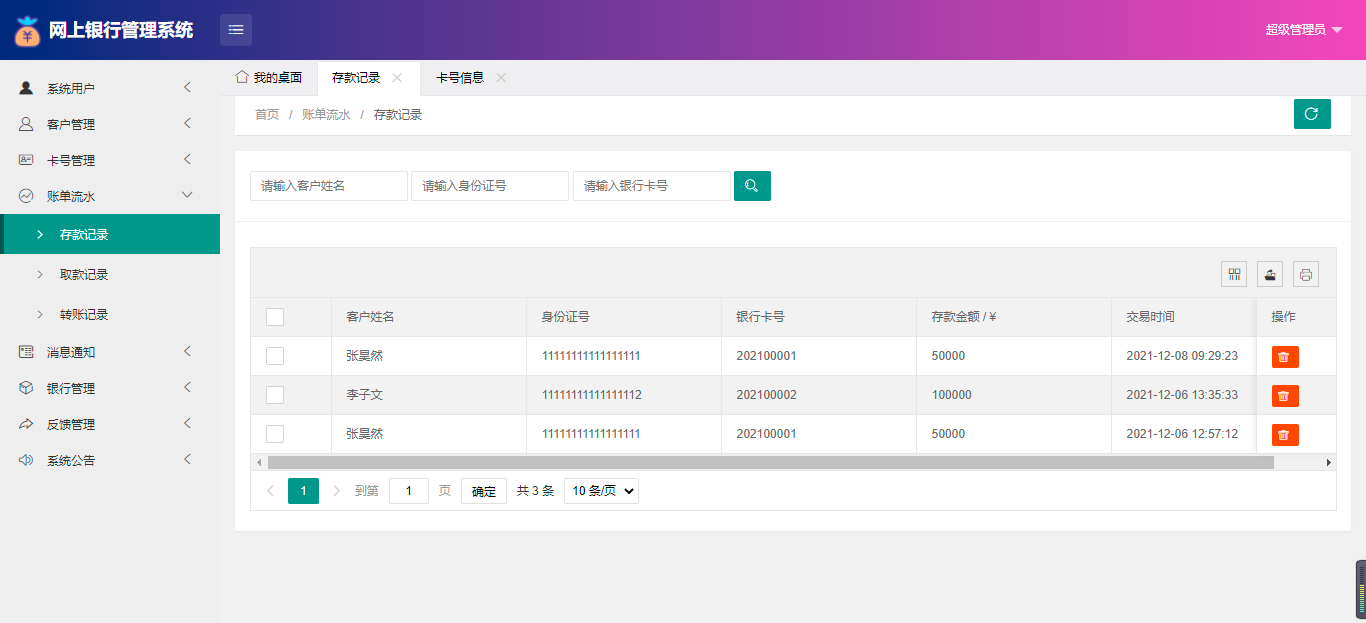 网上银行管理系统
超级管理员
系统用户
客户管理
卡号管理
账单流水
存款记录
取款记录
转账记录
消息通知
银行管理
反馈管理
系统公告
我的桌面 存款记录 卡号信息
首页 / 账单流水 / 存款记录
请输入客户姓名 请输入身份证号 请输入银行卡号
客户姓名 身份证号 银行卡号 存款金额 / ¥ 交易时间 操作
张昊然 11111111111111111 202100001 50000 2021-12-08 09:29:23
李子文 111111111111111112 202100002 100000 2021-12-06 13:35:33
张昊然 11111111111111111 202100001 50000 2021-12-06 12:57:12
1 到第 1 页 确定 共 3 条 10 条/页